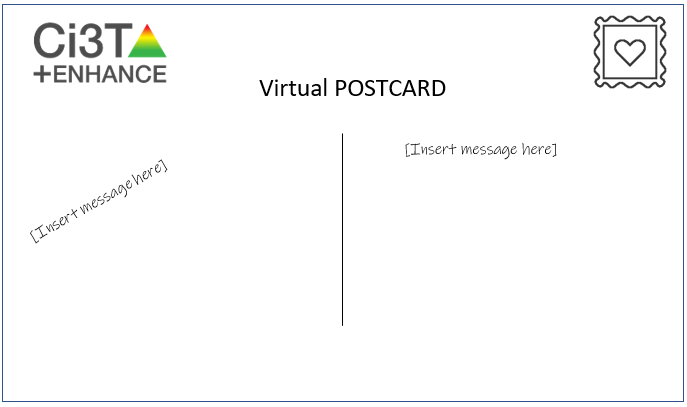 Ci3T
+ENHANCE
Virtual POSTCARD
[Insert message here]
[Insert message here]